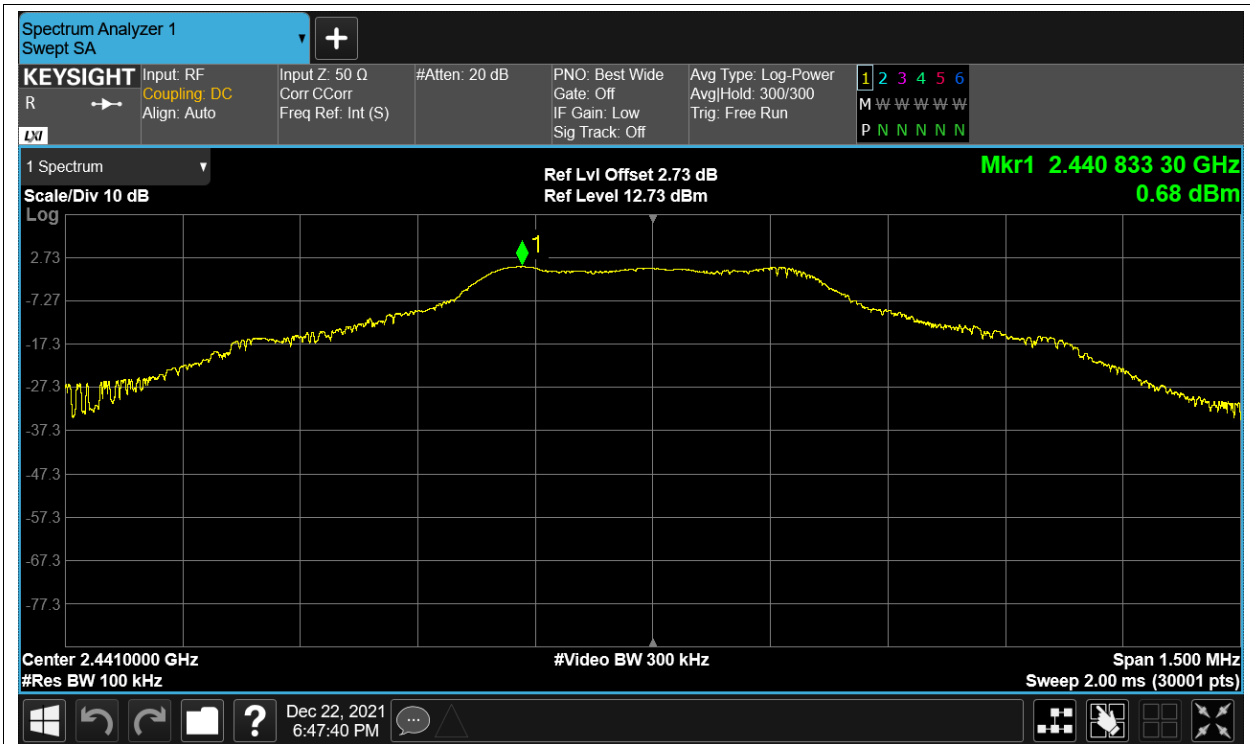 Spectrum Analyzer 1
Swept SA
KEYSIGHT
R
LXI
Input: RF
Coupling: DC
Align: Auto
Input Z: 50 Ω
Corr CCorr
Freq Ref: Int (S)
#Atten: 20 dB
PNO: Best Wide
Gate: Off
IF Gain: Low
Sig Track: Off
Avg Type: Log-Power
Avg|Hold: 300/300
Trig: Free Run
1 2 3 4 5 6
M W W W W W W
P N N N N N
1 Spectrum
Scale/Div 10 dB
Log
Ref Lvl Offset 2.73 dB
Ref Level 12.73 dBm
Mkr1 2.440 833 30 GHz
0.68 dBm
1
2.73
-7.27
-17.3
-27.3
-37.3
-47.3
-57.3
-67.3
-77.3
Center 2.4410000 GHz
#Video BW 300 kHz
Span 1.500 MHz
#Res BW 100 kHz
Sweep 2.00 ms (30001 pts)
?
Dec 22, 2021
6:47:40 PM